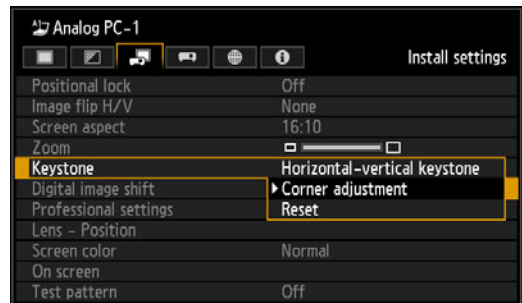 Analog PC-1
Install settings
Positional lock Off
Image flip H/V None
Screen aspect 16:10
Zoom
Keystone Horizontal-vertical keystone
Digital image shift Corner adjustment
Professional settings Reset
Lens - Position
Screen color Normal
On screen
Test pattern Off